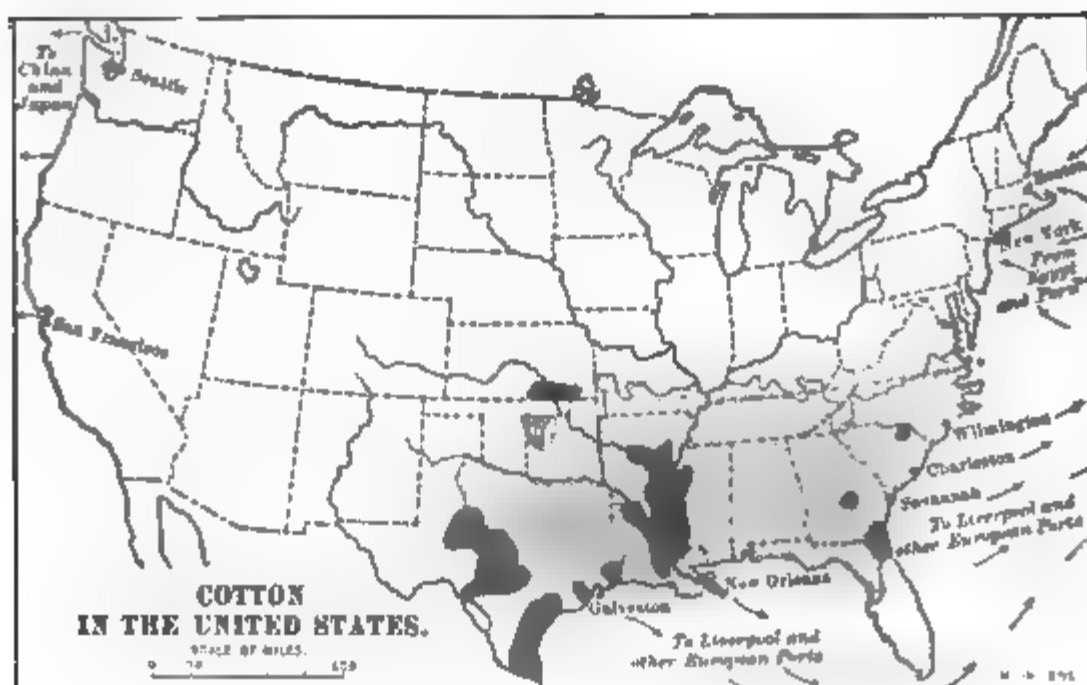 To
China
and
Japan
Seattle
New York
From
Egypt
and Ports
San Francisco
Wilmington
Charleston
Savannah
To Liverpool and
other European Ports
New Orleans
Galveston
To Liverpool and
other European Ports
COTTON
IN THE UNITED STATES.
SCALE OF MILES.
0